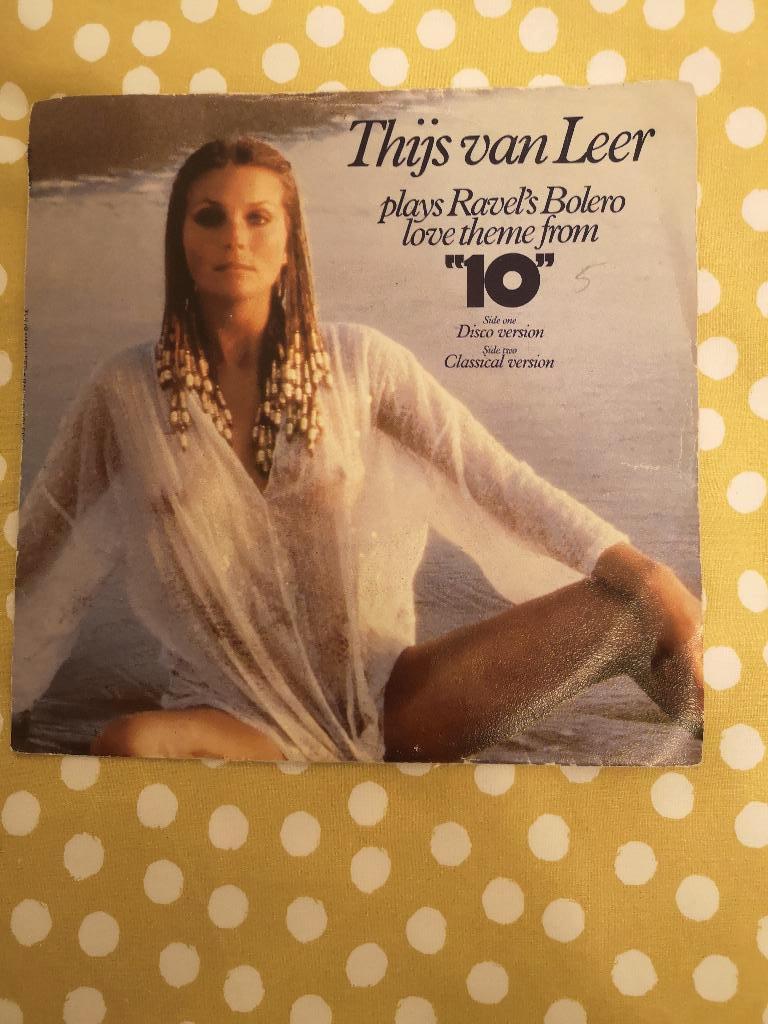 Thijs van Leer
plays Ravel's Bolero
love theme from
"10"
5
Side one
Disco version
Side two
Classical version